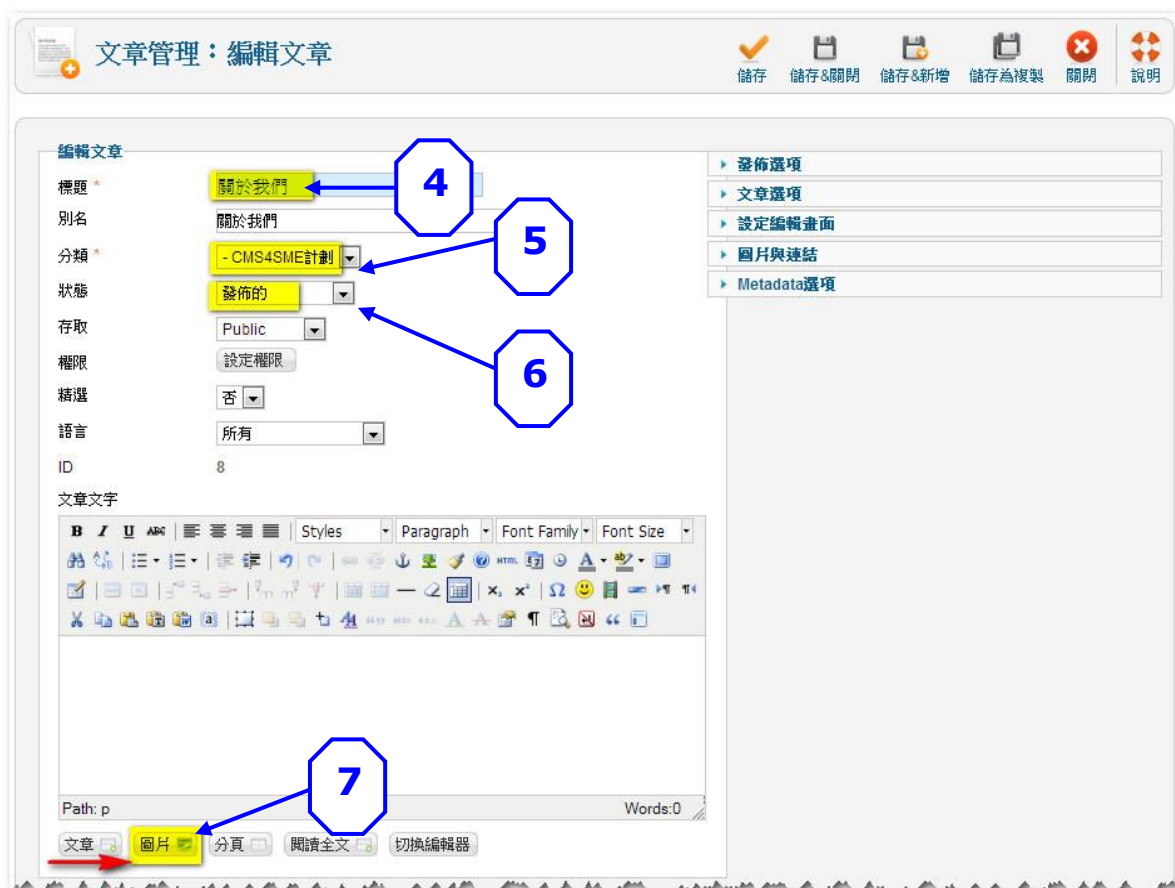 文章管理：編輯文章
儲存 儲存&關閉 儲存&新增 儲存為複製 關閉 說明
編輯文章
標題 * 關於我們
4
別名 關於我們
5
分類 * - CMS4SME計劃
狀態 發佈的
6
存取 Public
權限 設定權限
精選 否
語言 所有
ID 8
文章文字
B I U ABC Styles Paragraph Font Family Font Size
HTML A ab
x, x² Ω
A A ¶ “
Path: p Words:0
7
文章 圖片 分頁 閱讀全文 切換編輯器
發佈選項
文章選項
設定編輯畫面
圖片與連結
Metadata選項